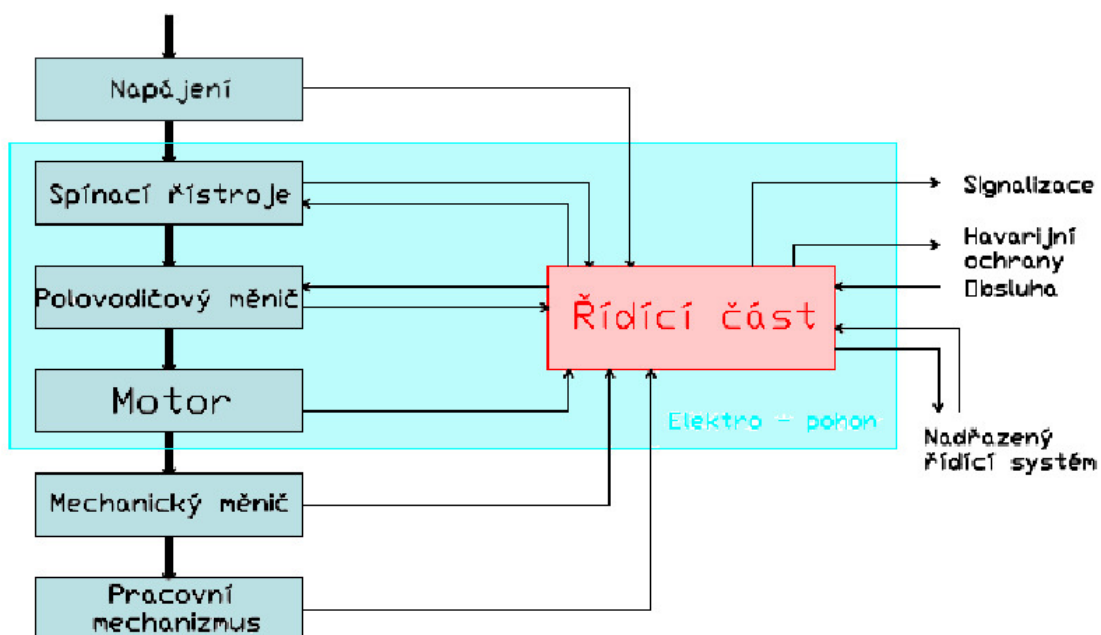 Napájení
Spínací řístroje
Polovodičový měnič
Motor
Mechanický měnič
Pracovní
mechanizmus
Řídící část
Elektro - pohon
Signalizace
Havarijní
ochrany
▯bsluha
Nadřazený
řídící systém